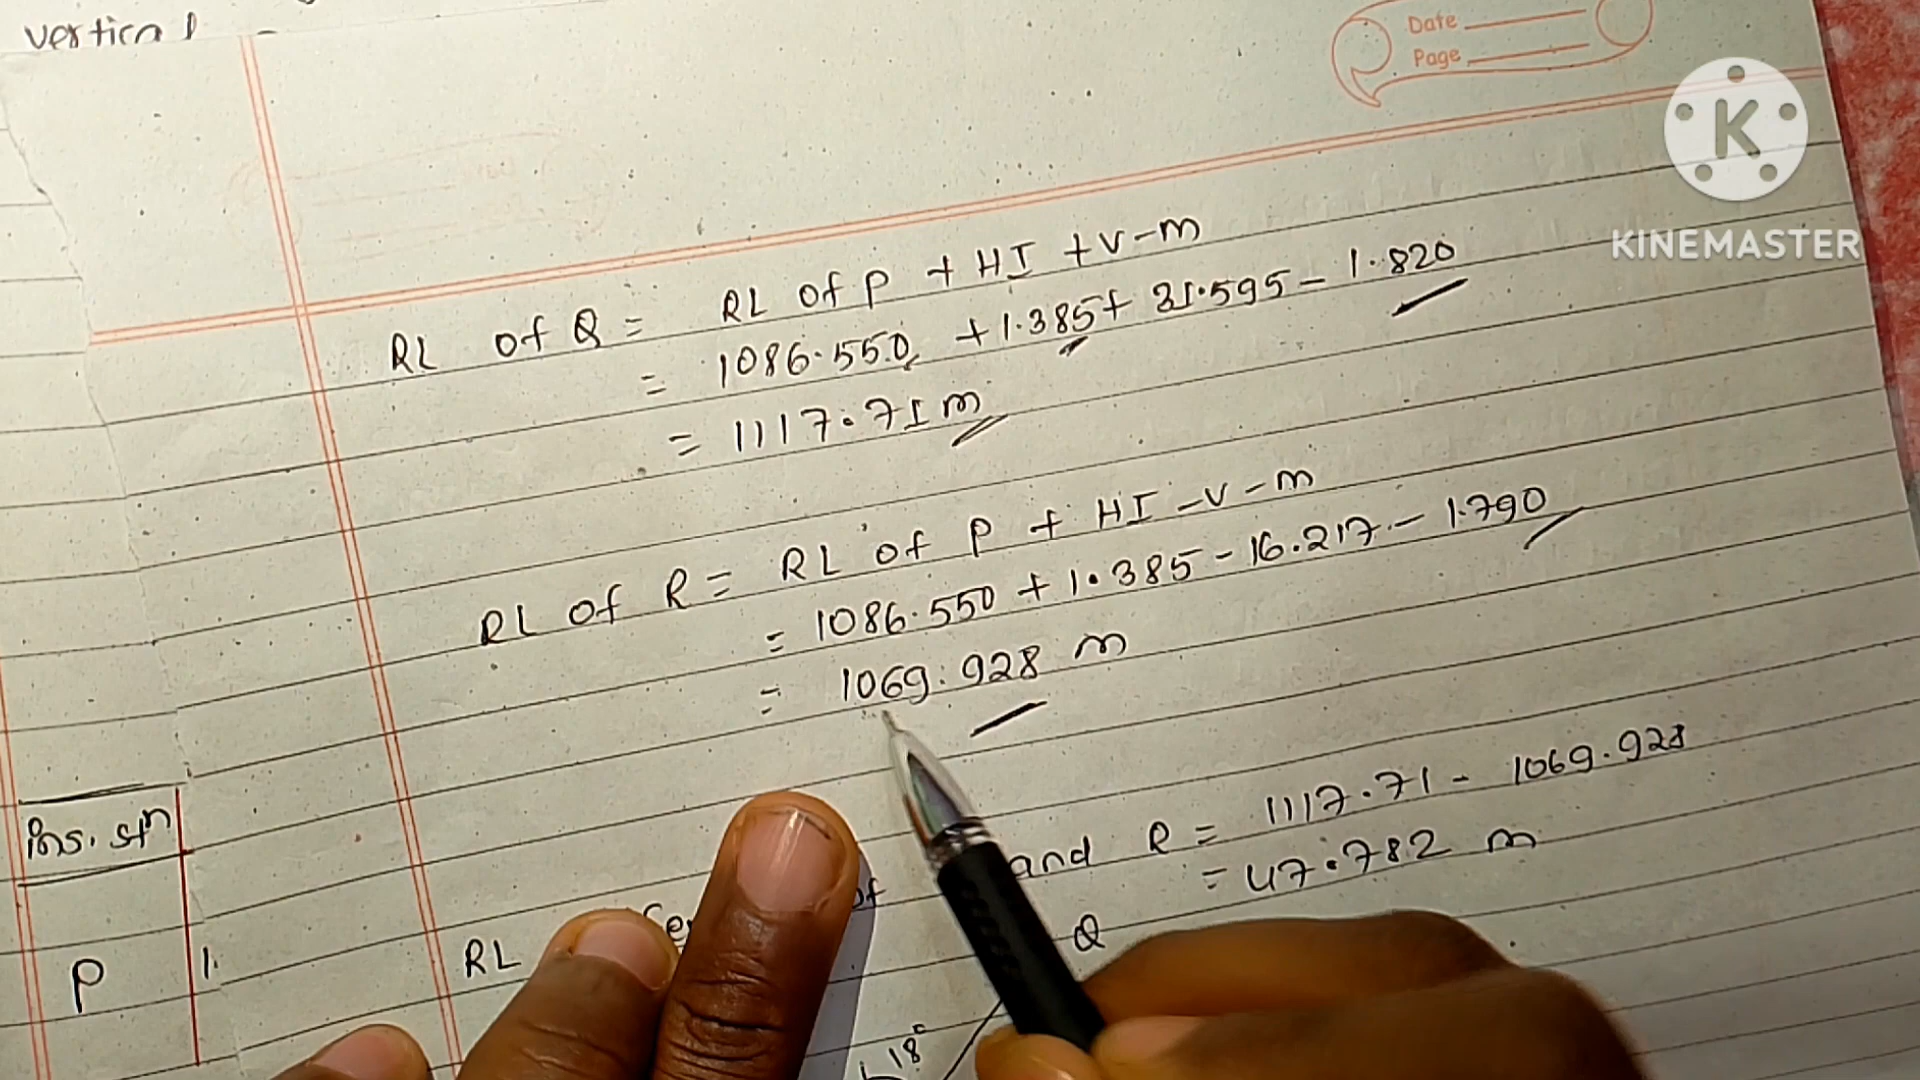 vertical
Date
Page
K
KINEMASTER
RL of Q = RL of P + HI + V - m
= 1086.550 + 1.385 + 31.595 - 1.820
= 1117.71 m
RL of R = RL of P + HI - V - m
= 1086.550 + 1.385 - 16.217 - 1.790
= 1069.928 m
RL of and R = 1117.71 - 1069.928
= 47.782 m
Ins. stn
P 1.
Q
18°